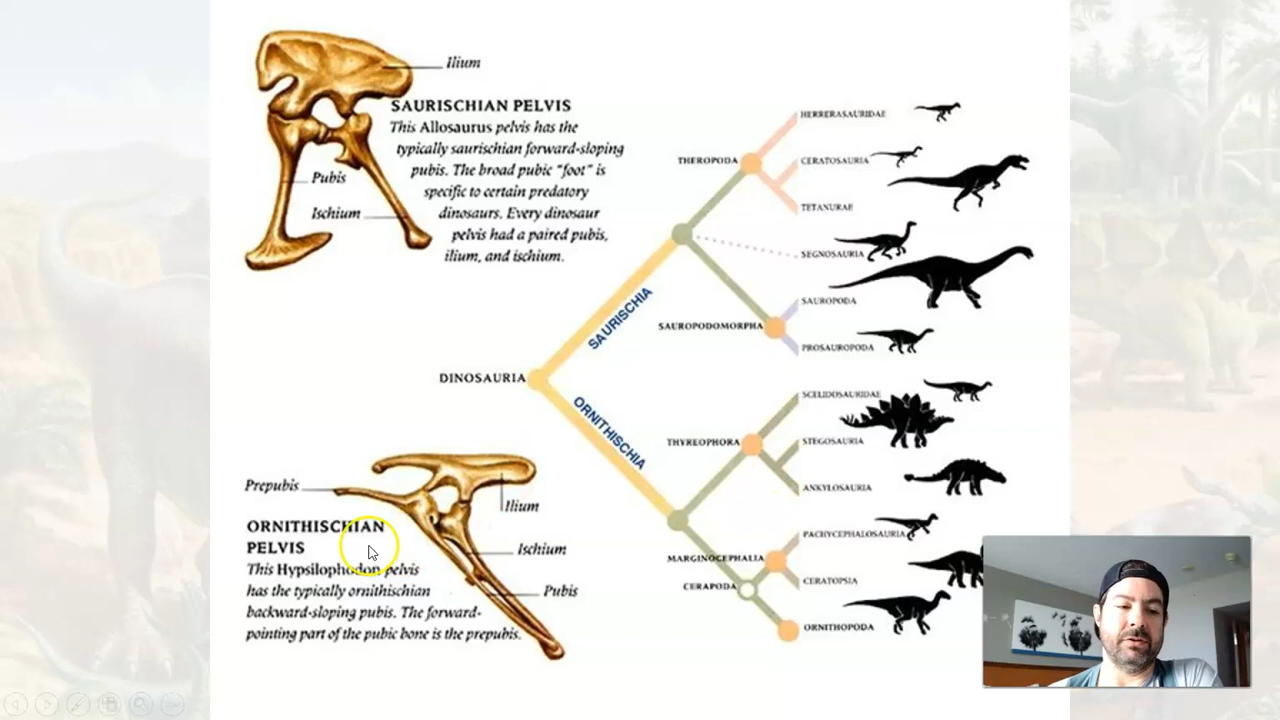 Ilium
SAURISCHIAN PELVIS
This Allosaurus pelvis has the
typically saurischian forward-sloping
pubis. The broad pubic “foot” is
specific to certain predatory
dinosaurs. Every dinosaur
pelvis had a paired pubis,
ilium, and ischium.
Pubis
Ischium
HERRERASAURIDAE
THEROPODA
CERATOSAURIA
TETANURAE
SEGNOSAURIA
SAURISCHIA
SAUROPODA
SAUROPODOMORPHA
PROSAUROPODA
DINOSAURIA
ORNITHISCHIA
SCELIDOSAURIDAE
THYREOPHORA
STEGOSAURIA
ANKYLOSAURIA
PACHYCEPHALOSAURIA
MARGINOCEPHALIA
CERATOPSIA
CERAPODA
ORNITHOPODA
Prepubis
Ilium
ORNITHISCHIAN
PELVIS
Ischium
This Hypsilophodon pelvis
has the typically ornithischian
backward-sloping pubis. The forward-
pointing part of the pubic bone is the prepubis.
Pubis